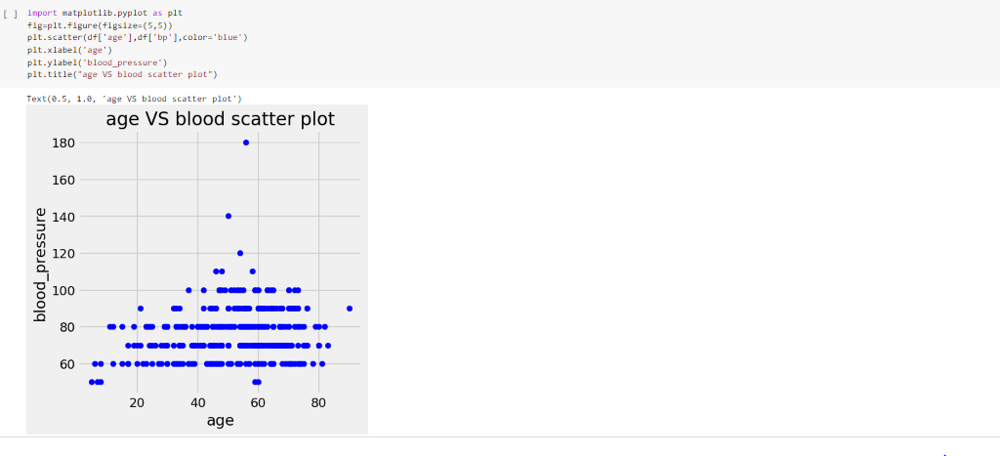 [ ] import matplotlib.pyplot as plt
fig=plt.figure(figsize=(5,5))
plt.scatter(df['age'],df['bp'],color='blue')
plt.xlabel('age')
plt.ylabel('blood_pressure')
plt.title("age VS blood scatter plot")
Text(0.5, 1.0, 'age VS blood scatter plot')
age VS blood scatter plot
180
160
140
120
100
80
60
blood_pressure
20 40 60 80
age